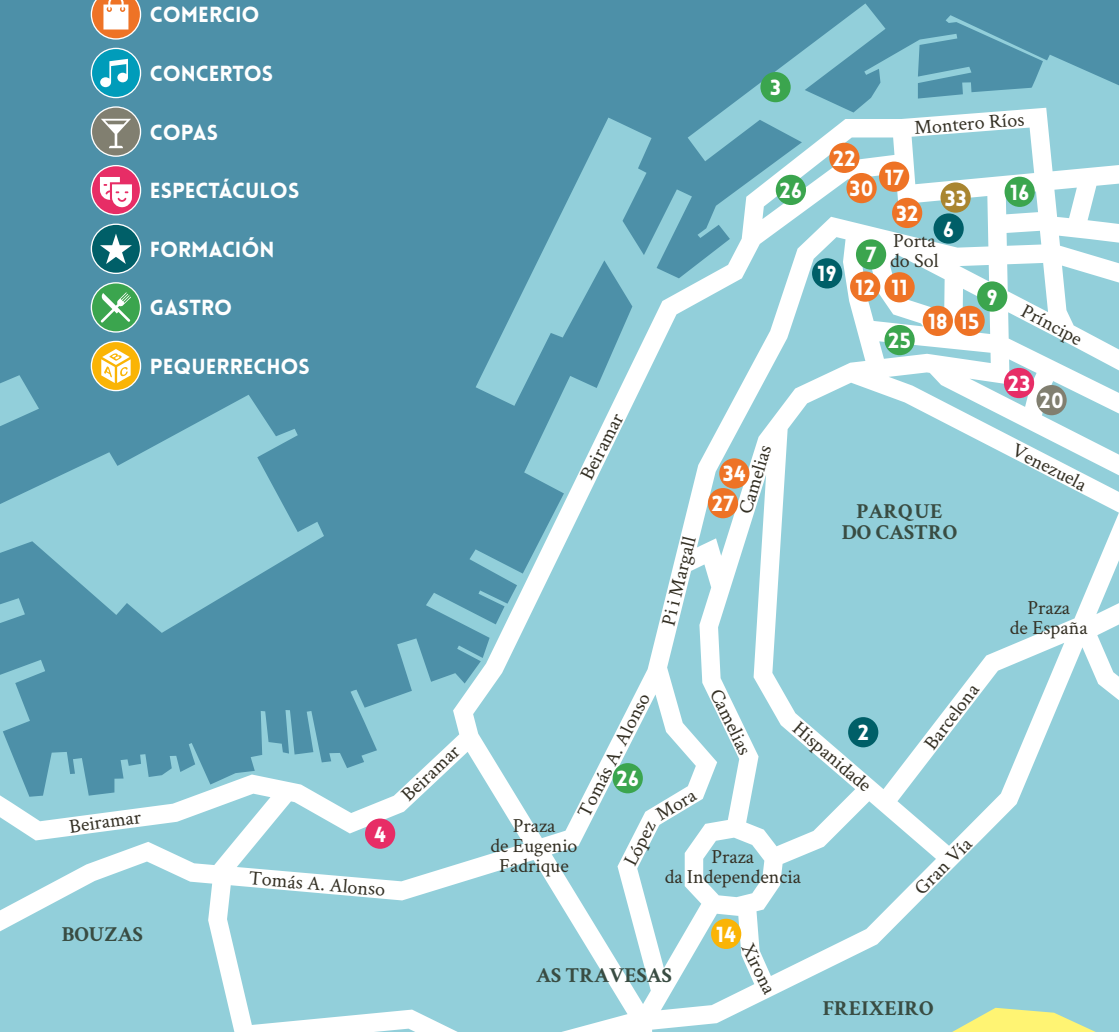 COMERCIO
CONCERTOS
COPAS
ESPECTÁCULOS
FORMACIÓN
GASTRO
A B C
PEQUERRECHOS
3
Montero Ríos
22
17
30
26
33
16
32
6
Porta
do Sol
7
19
12
11
9
18
15
Príncipe
25
23
20
Venezuela
Beiramar
34
27
Camelias
PARQUE
DO CASTRO
Pi i Margall
Praza
de España
Camelias
Tomás A. Alonso
26
2
Hispanidade
Barcelona
Beiramar
Beiramar
4
Praza
de Eugenio
Fadrique
López Mora
Praza
da Independencia
Gran Vía
Tomás A. Alonso
BOUZAS
14
Xirona
AS TRAVESAS
FREIXEIRO